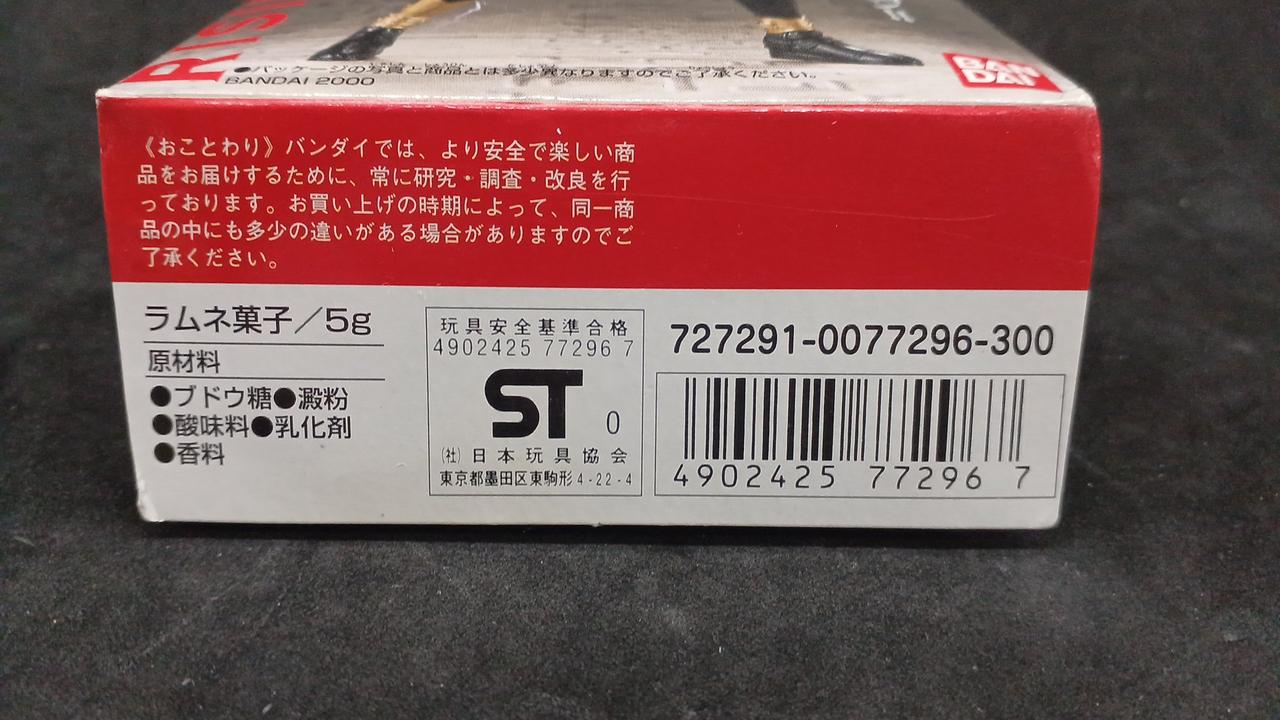 ●パッケージの写真と商品とは多少異なりますのでご了承ください。
BANDAI 2000
BAN
DAI
《おことわり》バンダイでは、より安全で楽しい商
品をお届けするために、常に研究・調査・改良を行
っております。お買い上げの時期によって、同一商
品の中にも多少の違いがある場合がありますのでご
了承ください。
ラムネ菓子／5g
原材料
●ブドウ糖●澱粉
●酸味料●乳化剤
●香料
玩具安全基準合格
4902425 77296 7
ST 0
㈳日本玩具協会
東京都墨田区東駒形4-22-4
727291-0077296-300
4902425 77296 7